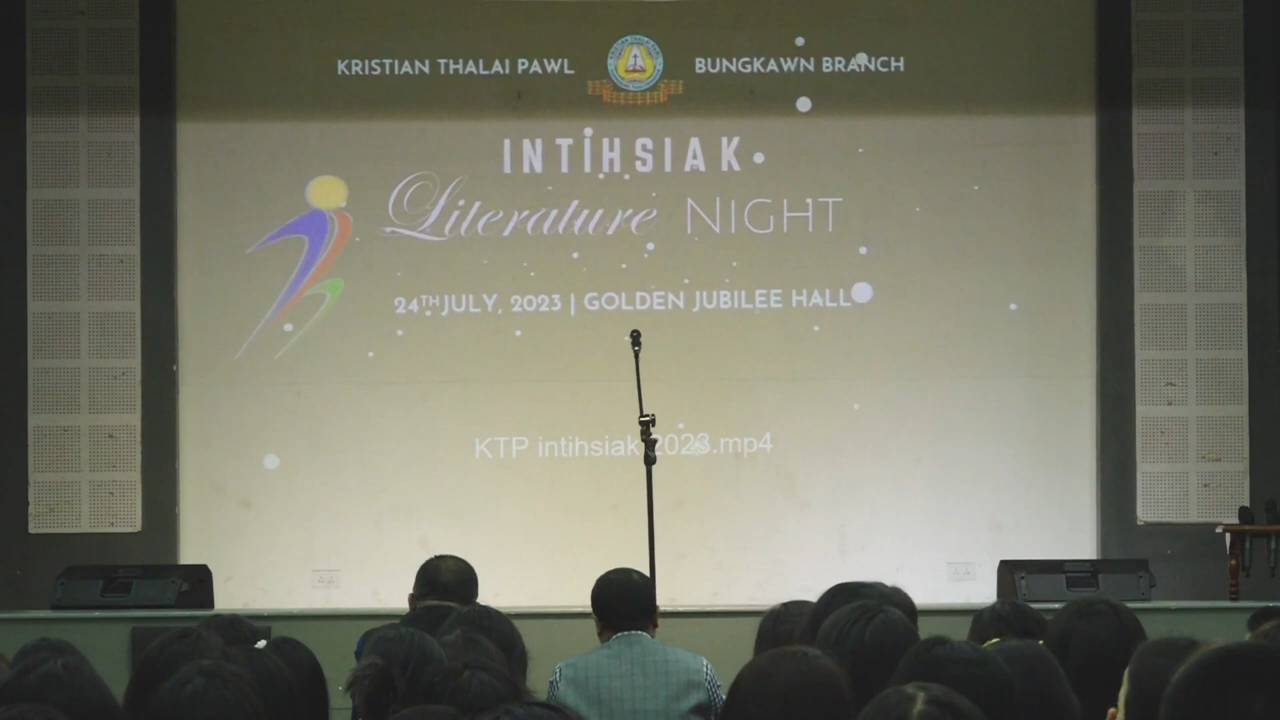 KRISTIAN THALAI PAWL BUNGKAWN BRANCH
INTIHSIAK
Literature NIGHT
24TH JULY, 2023 | GOLDEN JUBILEE HALL
KTP intihsiak 2023.mp4